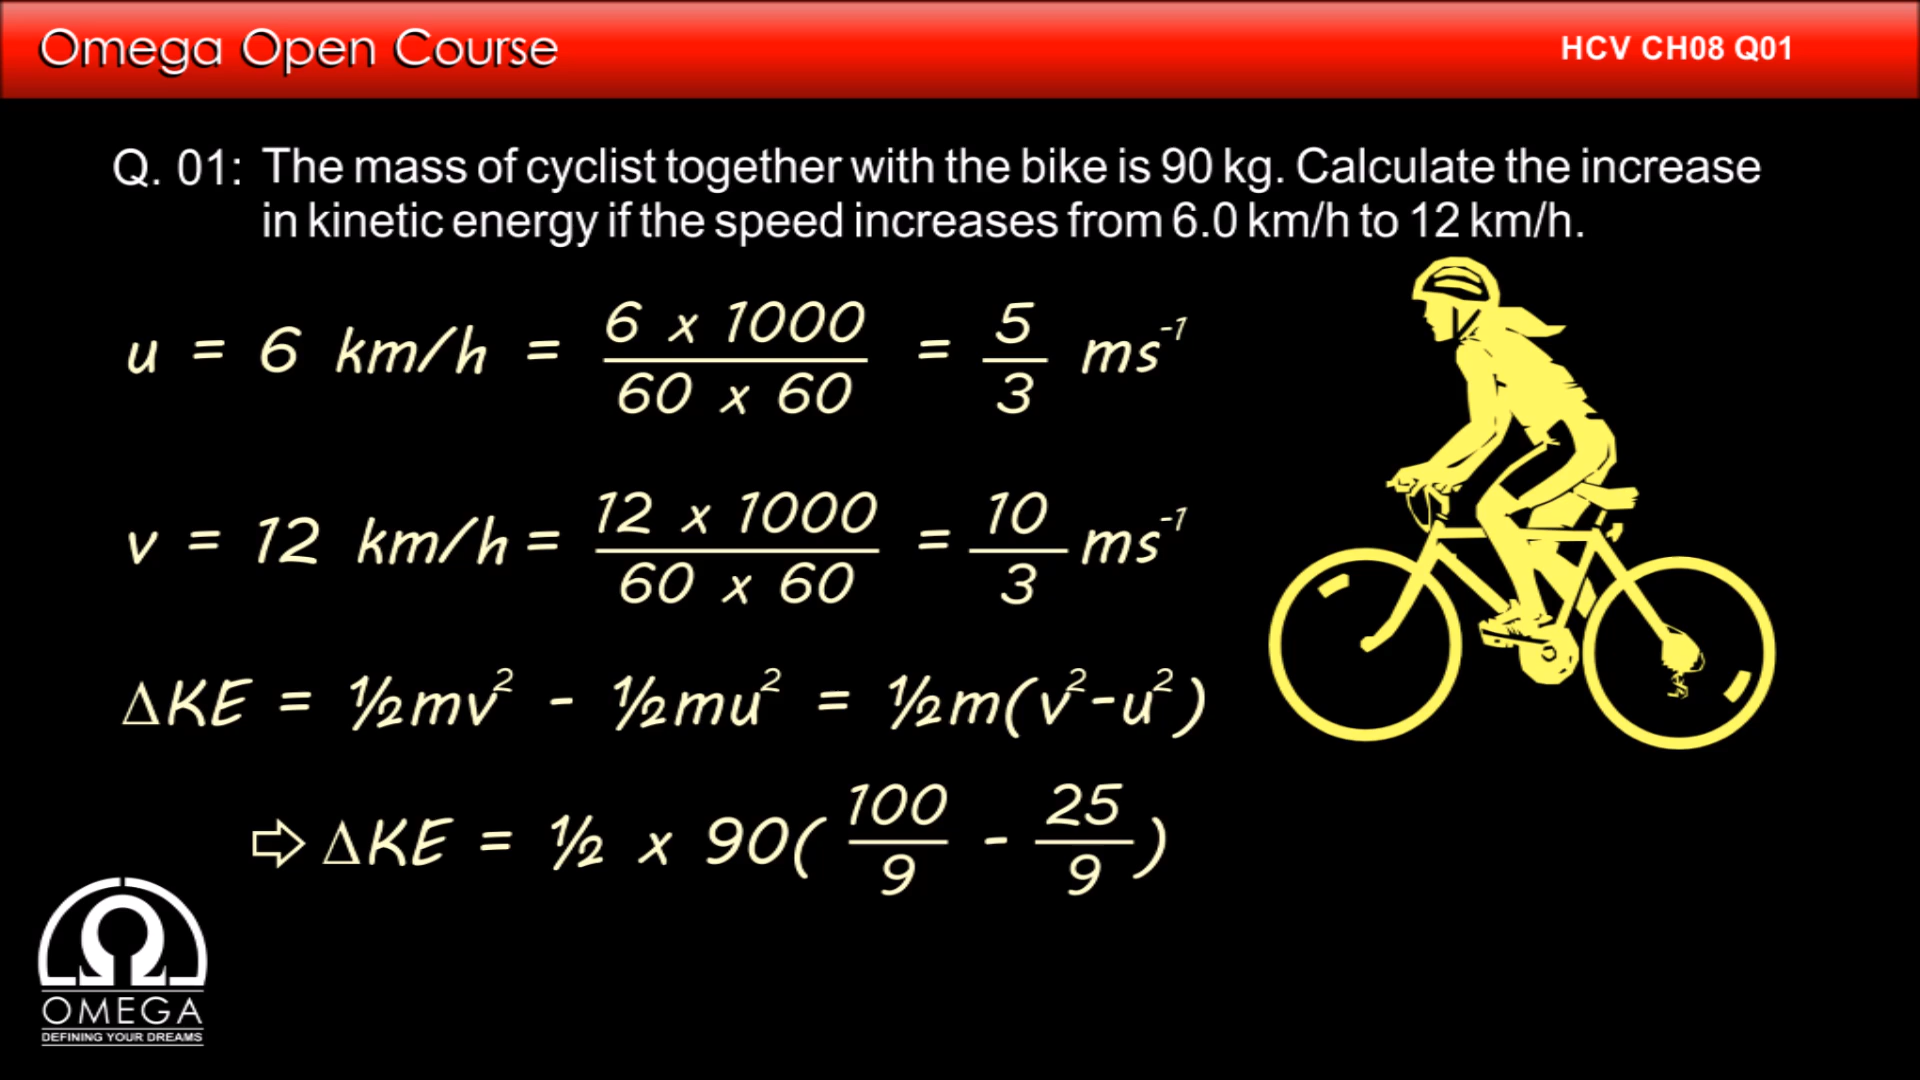 Omega Open Course
HCV CH08 Q01
Q. 01: The mass of cyclist together with the bike is 90 kg. Calculate the increase
in kinetic energy if the speed increases from 6.0 km/h to 12 km/h.
u = 6 km/h = (6 x 1000)/(60 x 60) = 5/3 ms⁻¹
v = 12 km/h = (12 x 1000)/(60 x 60) = 10/3 ms⁻¹
ΔKE = ½mv² - ½mu² = ½m(v²-u²)
⇨ ΔKE = ½ x 90(100/9 - 25/9)
OMEGA
DEFINING YOUR DREAMS